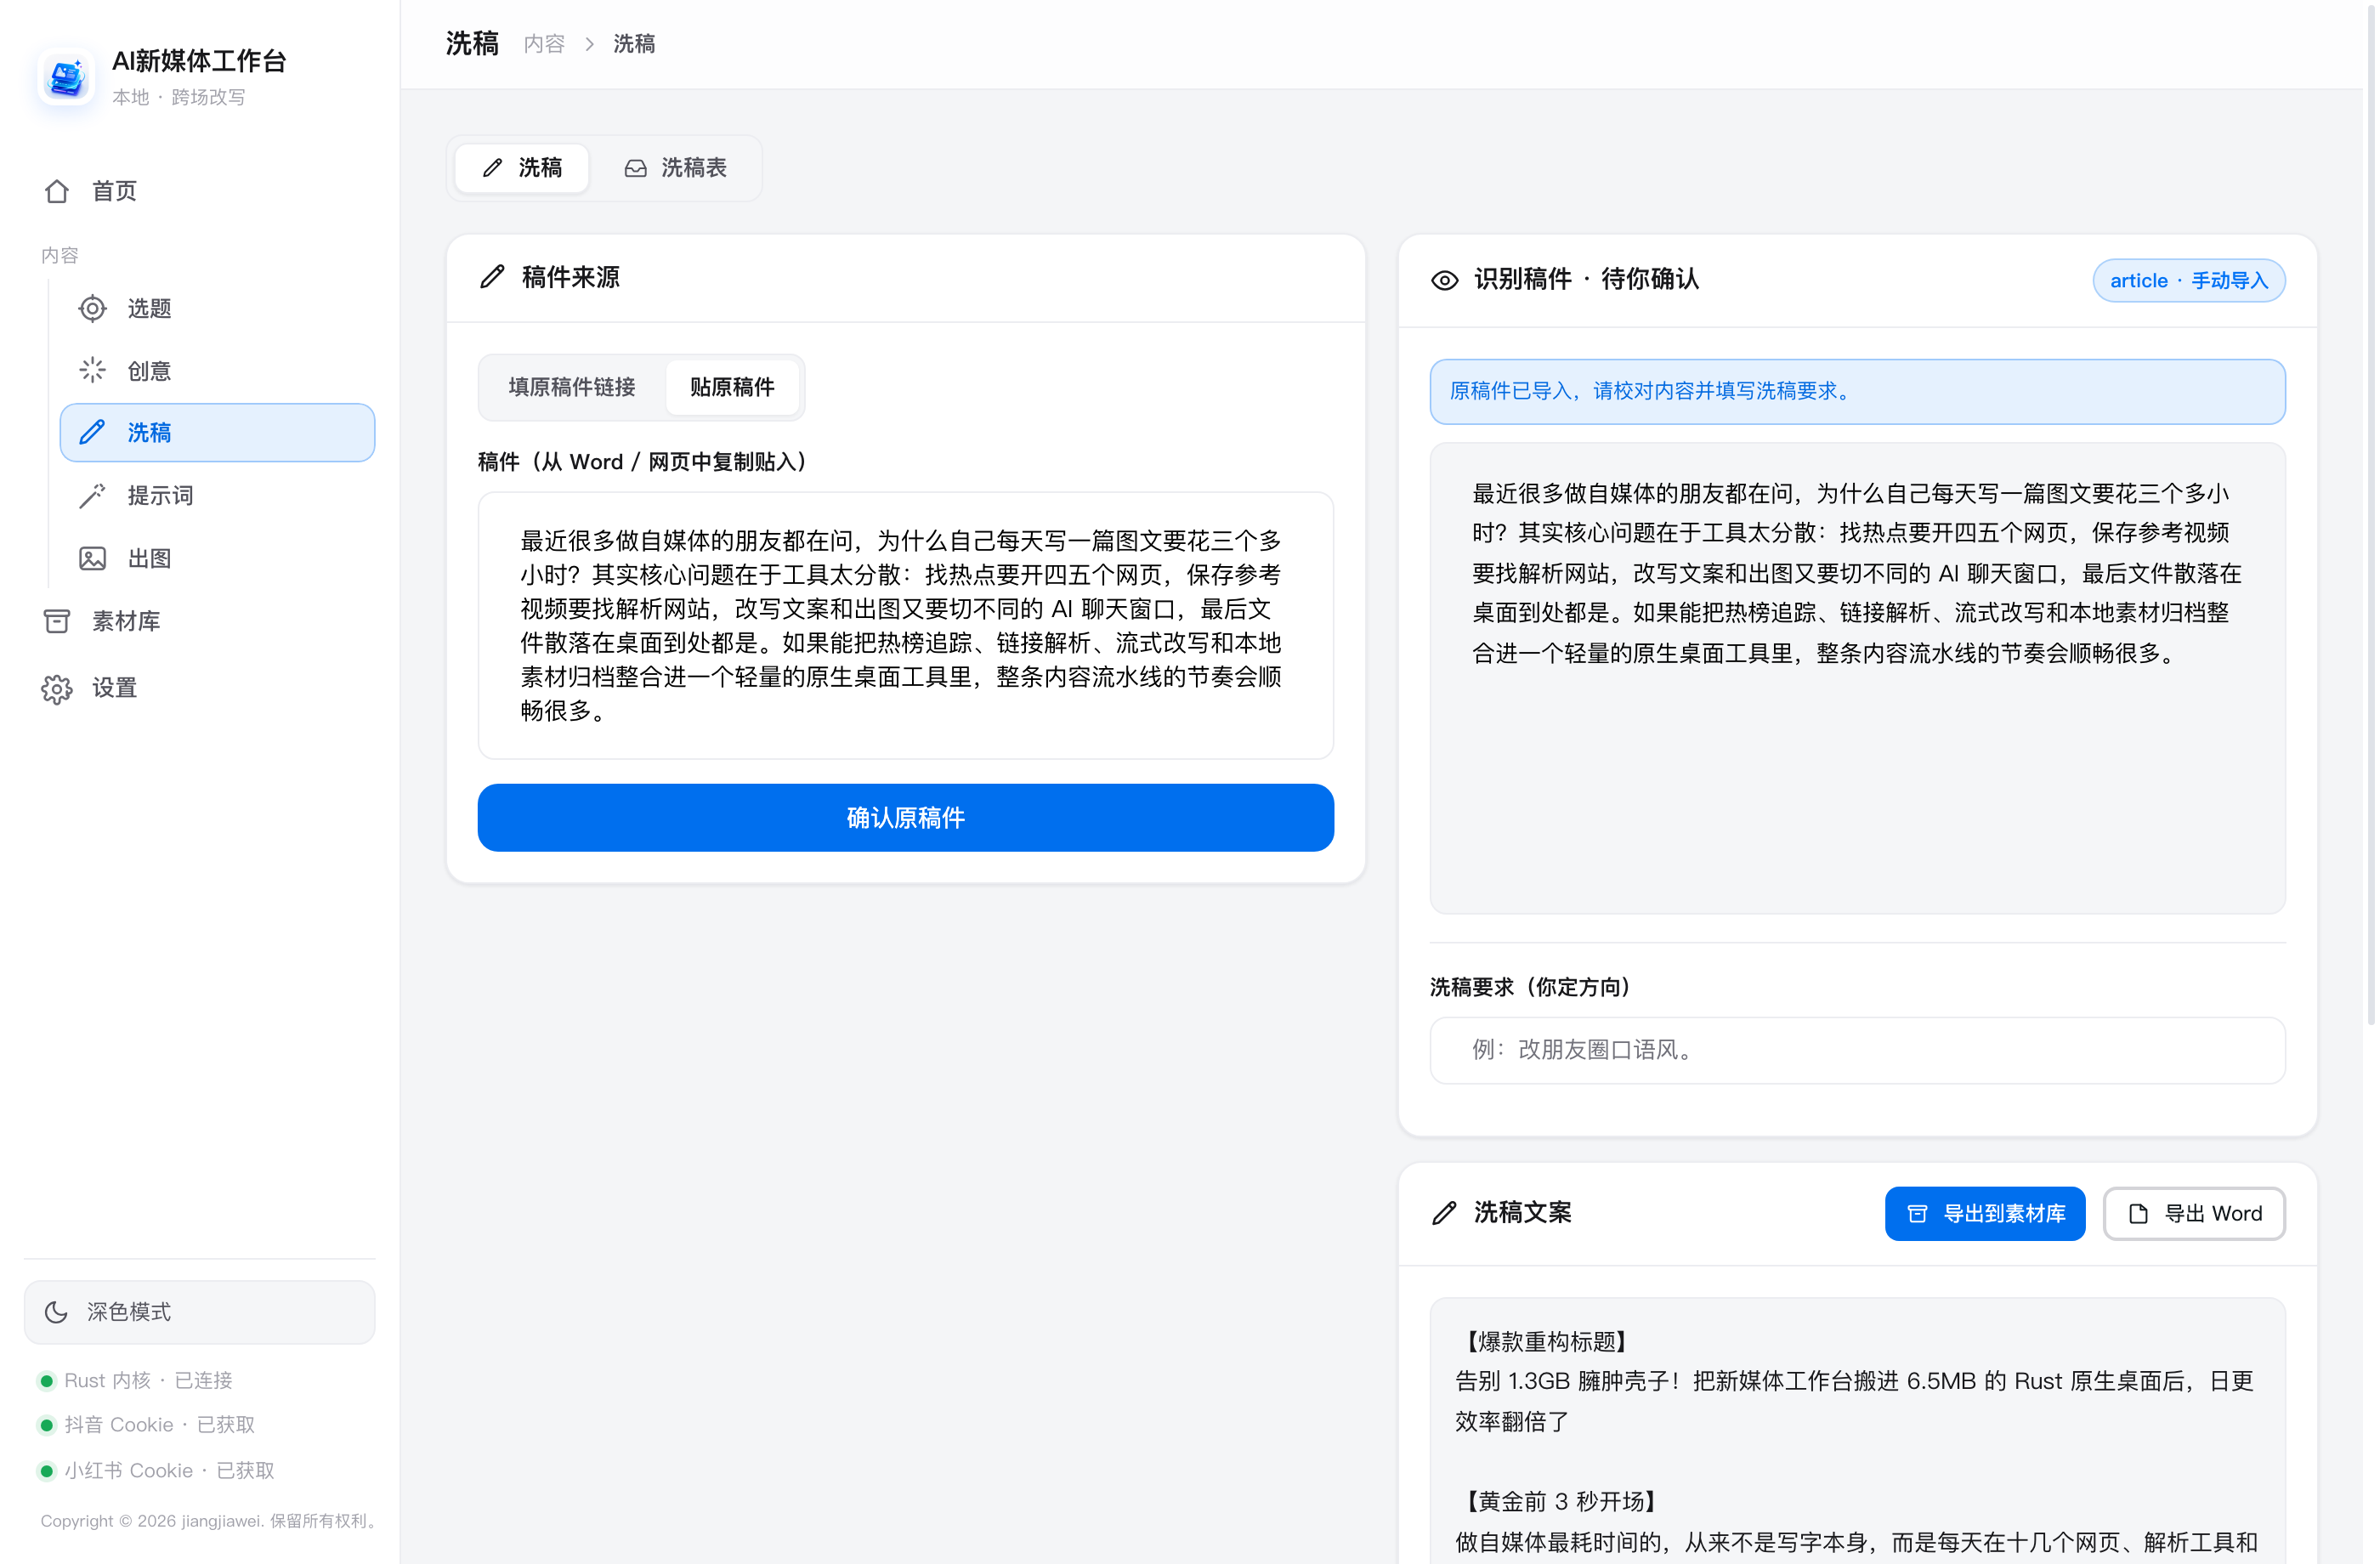 AI新媒体工作台
本地 · 跨场改写
首页
内容
选题
创意
洗稿
提示词
出图
素材库
设置
深色模式
Rust 内核 · 已连接
抖音 Cookie · 已获取
小红书 Cookie · 已获取
Copyright © 2026 jiangjiawei. 保留所有权利。
洗稿
内容 > 洗稿
洗稿
洗稿表
稿件来源
填原稿件链接
贴原稿件
稿件（从 Word / 网页中复制贴入）
最近很多做自媒体的朋友都在问，为什么自己每天写一篇图文要花三个多
小时？其实核心问题在于工具太分散：找热点要开四五个网页，保存参考
视频要找解析网站，改写文案和出图又要切不同的 AI 聊天窗口，最后文
件散落在桌面到处都是。如果能把热榜追踪、链接解析、流式改写和本地
素材归档整合进一个轻量的原生桌面工具里，整条内容流水线的节奏会顺
畅很多。
确认原稿件
识别稿件 · 待你确认
article · 手动导入
原稿件已导入，请校对内容并填写洗稿要求。
最近很多做自媒体的朋友都在问，为什么自己每天写一篇图文要花三个多小
时？其实核心问题在于工具太分散：找热点要开四五个网页，保存参考视频
要找解析网站，改写文案和出图又要切不同的 AI 聊天窗口，最后文件散落在
桌面到处都是。如果能把热榜追踪、链接解析、流式改写和本地素材归档整
合进一个轻量的原生桌面工具里，整条内容流水线的节奏会顺畅很多。
洗稿要求（你定方向）
例：改朋友圈口语风。
洗稿文案
导出到素材库
导出 Word
【爆款重构标题】
告别 1.3GB 臃肿壳子！把新媒体工作台搬进 6.5MB 的 Rust 原生桌面后，日更
效率翻倍了
【黄金前 3 秒开场】
做自媒体最耗时间的，从来不是写字本身，而是每天在十几个网页、解析工具和